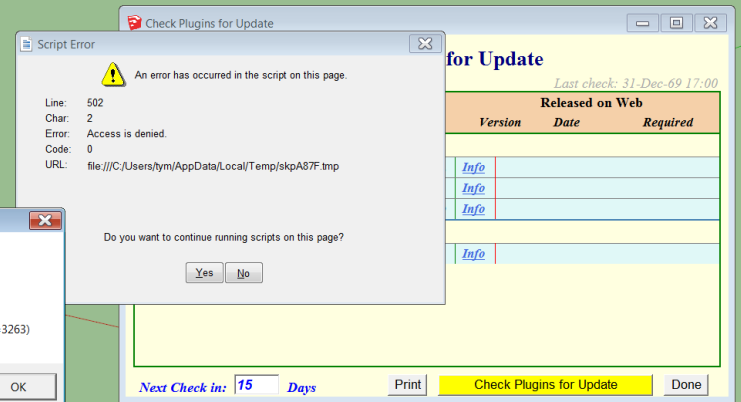 Check Plugins for Update
Script Error
An error has occurred in the script on this page.
Line: 502
Char: 2
Error: Access is denied.
Code: 0
URL: file:///C:/Users/tym/AppData/Local/Temp/skpA87F.tmp
Do you want to continue running scripts on this page?
Yes No
for Update
Last check: 31-Dec-69 17:00
Released on Web
Version Date Required
Info
Info
Info
Info
3263)
OK
Next Check in: 15 Days Print Check Plugins for Update Done